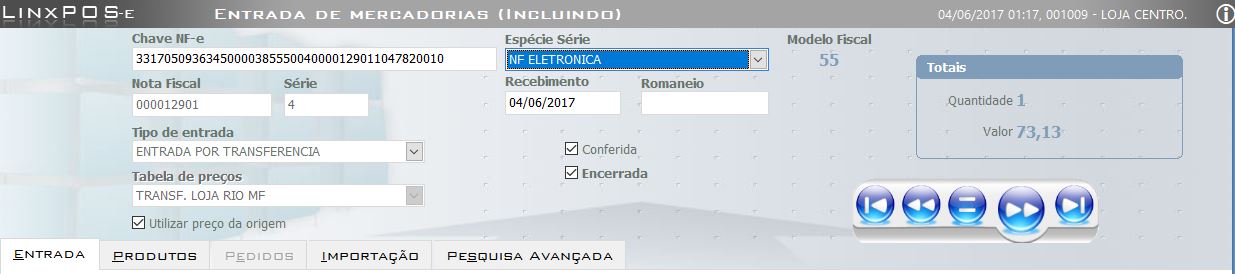 LINXPOS-E ENTRADA DE MERCADORIAS (INCLUINDO) 04/06/2017 01:17, 001009 - LOJA CENTRO.
Chave NF-e Espécie Série Modelo Fiscal
331705093634500003855550040000129011047820010 NF ELETRONICA 55
Totais
Nota Fiscal Série Recebimento Romaneio
000012901 4 04/06/2017
Quantidade 1
Valor 73,13
Tipo de entrada
ENTRADA POR TRANSFERENCIA Conferida
Tabela de preços Encerrada
TRANSF. LOJA RIO MF
Utilizar preço da origem
ENTRADA PRODUTOS PEDIDOS IMPORTAÇÃO PESQUISA AVANÇADA